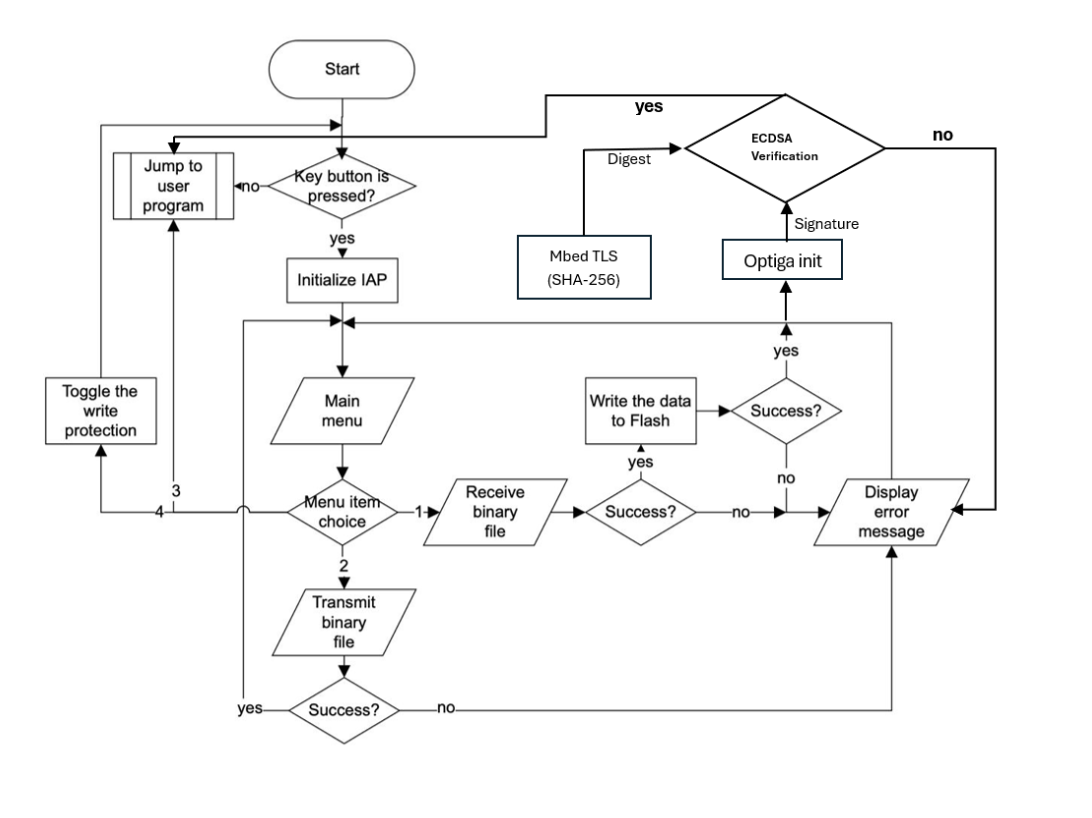 Start
yes
ECDSA
Verification
no
Digest
Jump to
user
program
no
Key button is
pressed?
yes
Signature
Mbed TLS
(SHA-256)
Optiga init
Initialize IAP
yes
Toggle the
write
protection
Main
menu
Write the data
to Flash
Success?
yes
no
3
4
Menu item
choice
1
Receive
binary
file
Success?
no
Display
error
message
2
Transmit
binary
file
yes
Success?
no